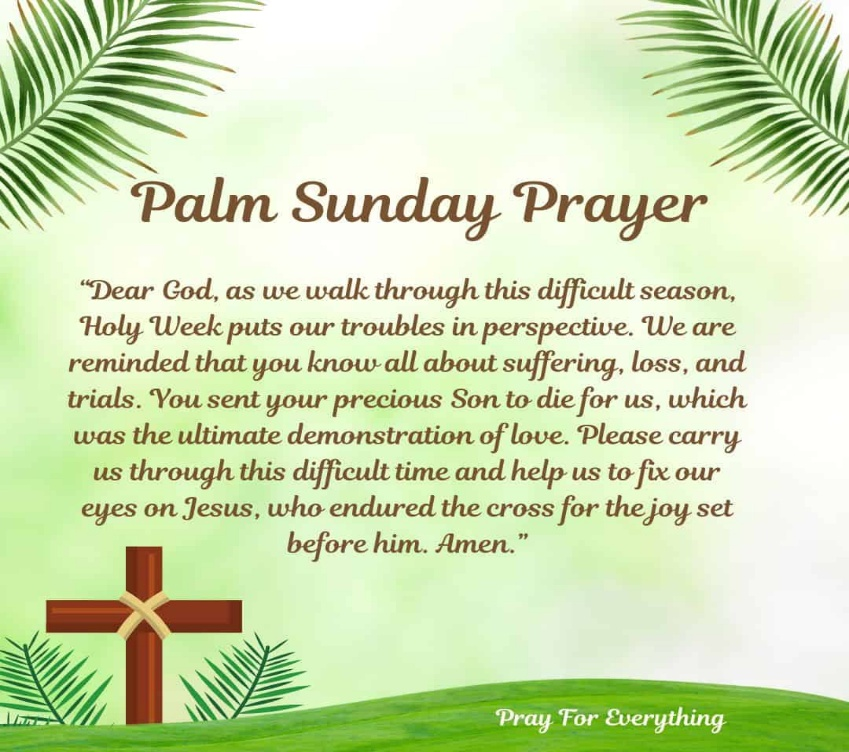 Palm Sunday Prayer
“Dear God, as we walk through this difficult season,
Holy Week puts our troubles in perspective. We are
reminded that you know all about suffering, loss, and
trials. You sent your precious Son to die for us, which
was the ultimate demonstration of love. Please carry
us through this difficult time and help us to fix our
eyes on Jesus, who endured the cross for the joy set
before him. Amen.”
Pray For Everything